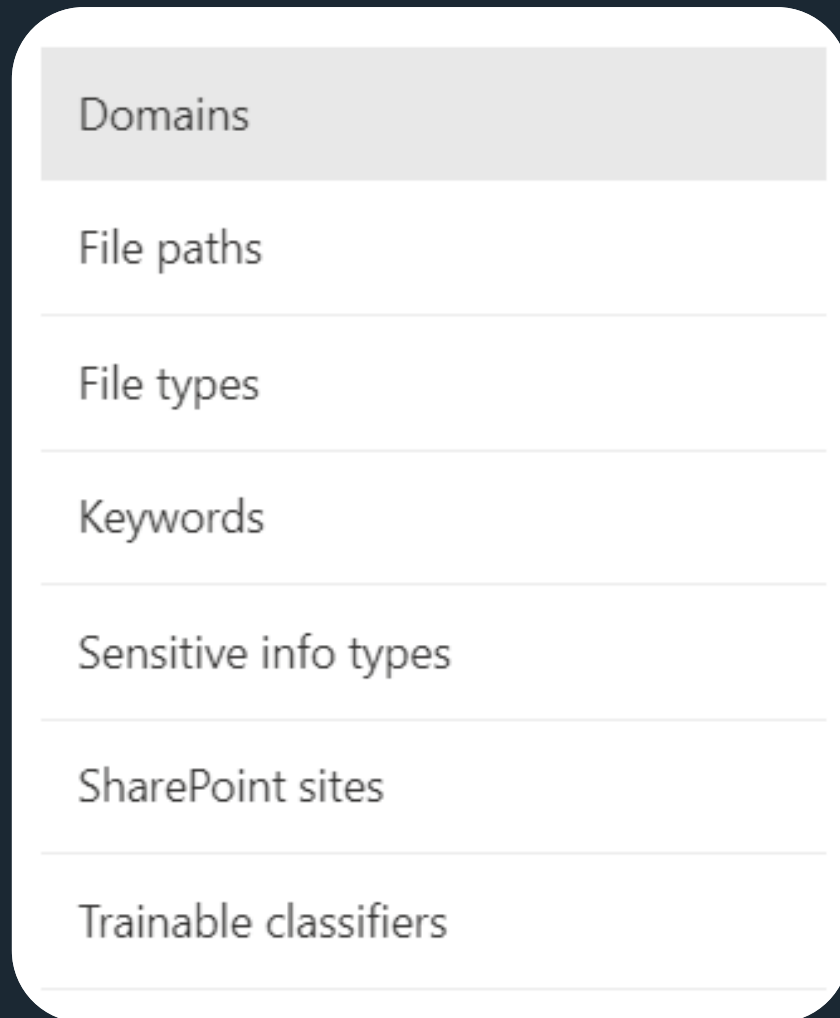 Domains
File paths
File types
Keywords
Sensitive info types
SharePoint sites
Trainable classifiers